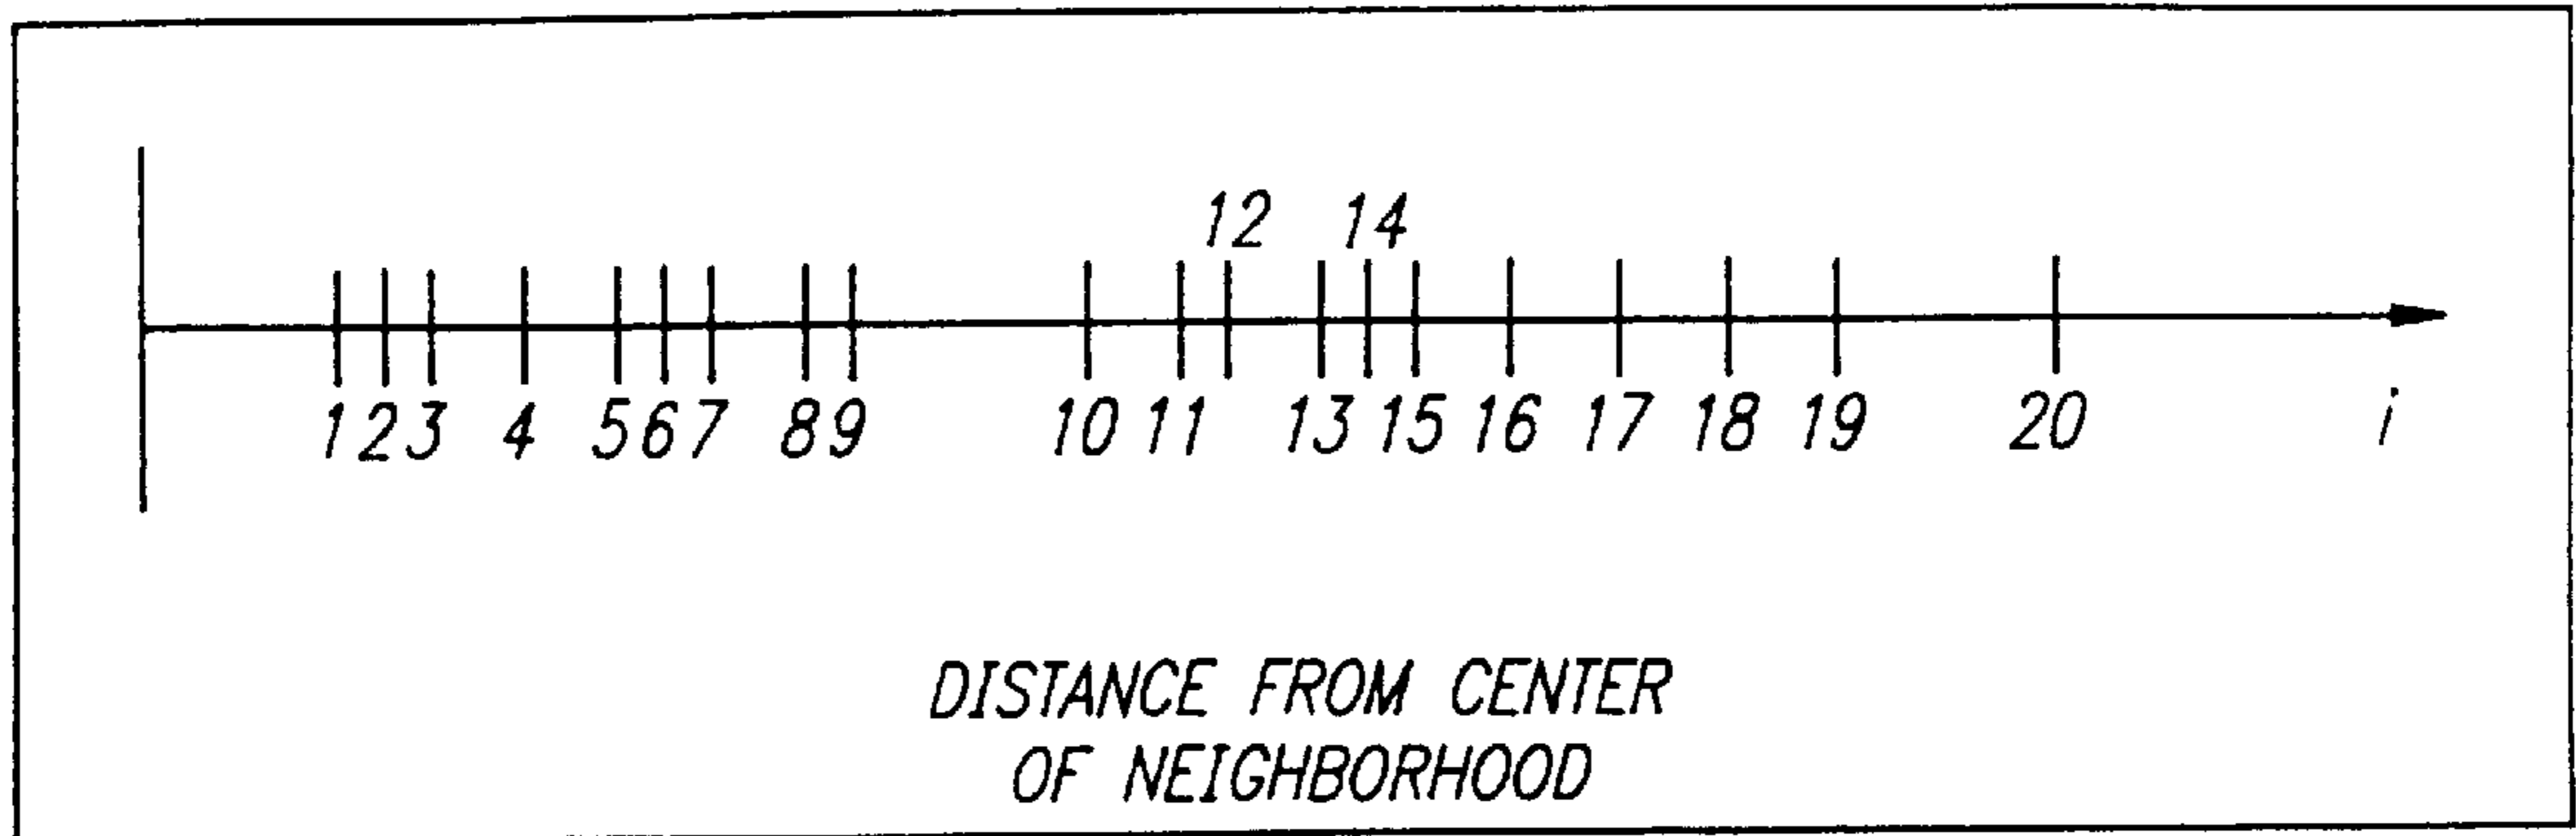 12 14
1 2 3 4 5 6 7 8 9 10 11 13 15 16 17 18 19 20 i
DISTANCE FROM CENTER
OF NEIGHBORHOOD